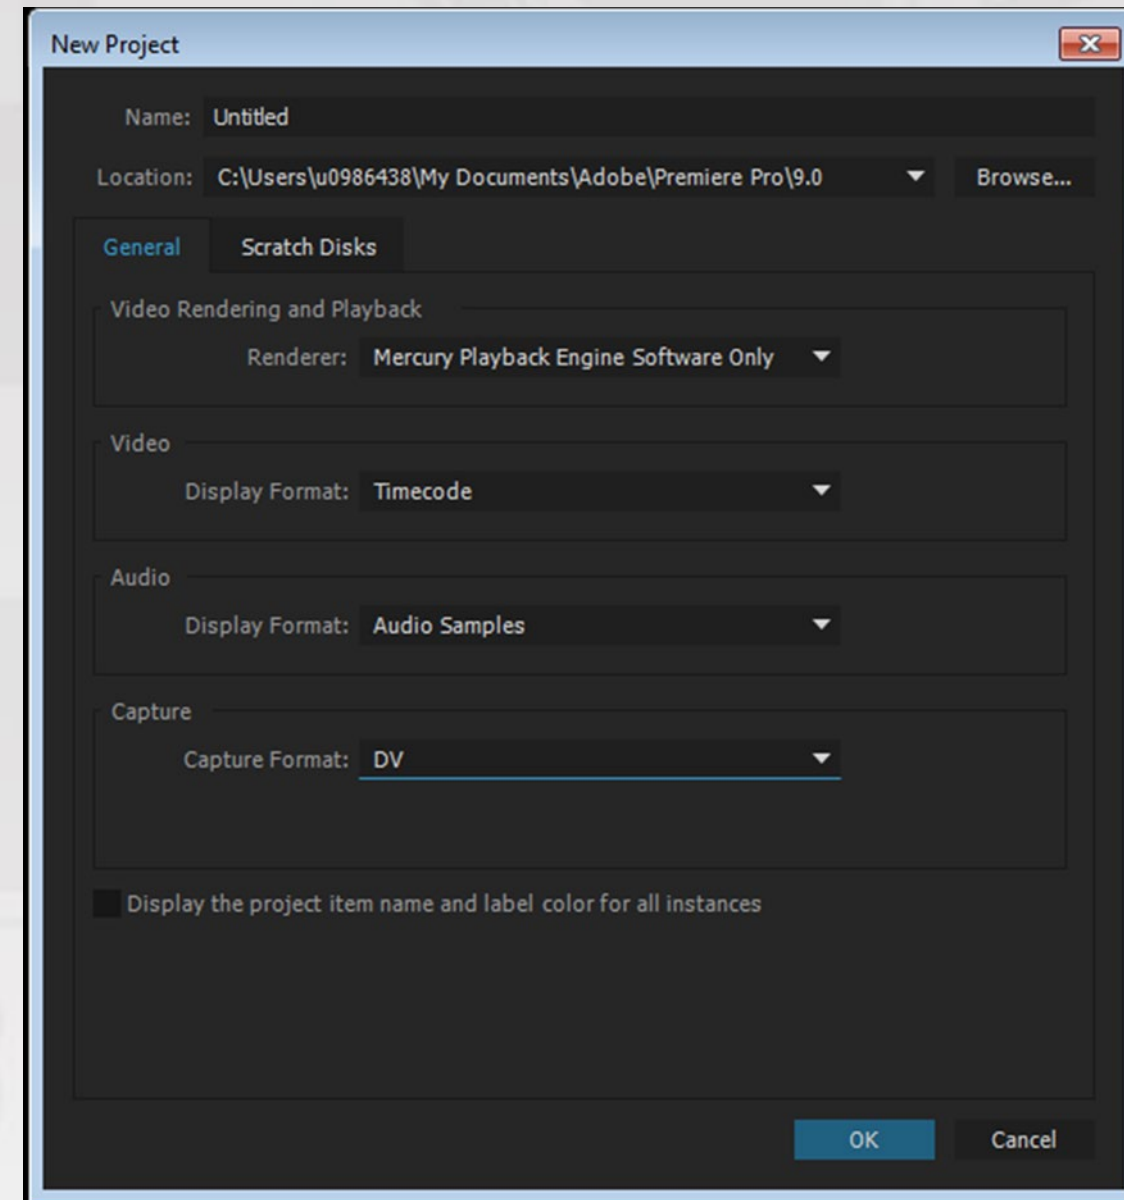 New Project
Name: Untitled
Location: C:\Users\u0986438\My Documents\Adobe\Premiere Pro\9.0 Browse...
General Scratch Disks
Video Rendering and Playback
Renderer: Mercury Playback Engine Software Only
Video
Display Format: Timecode
Audio
Display Format: Audio Samples
Capture
Capture Format: DV
Display the project item name and label color for all instances
OK Cancel